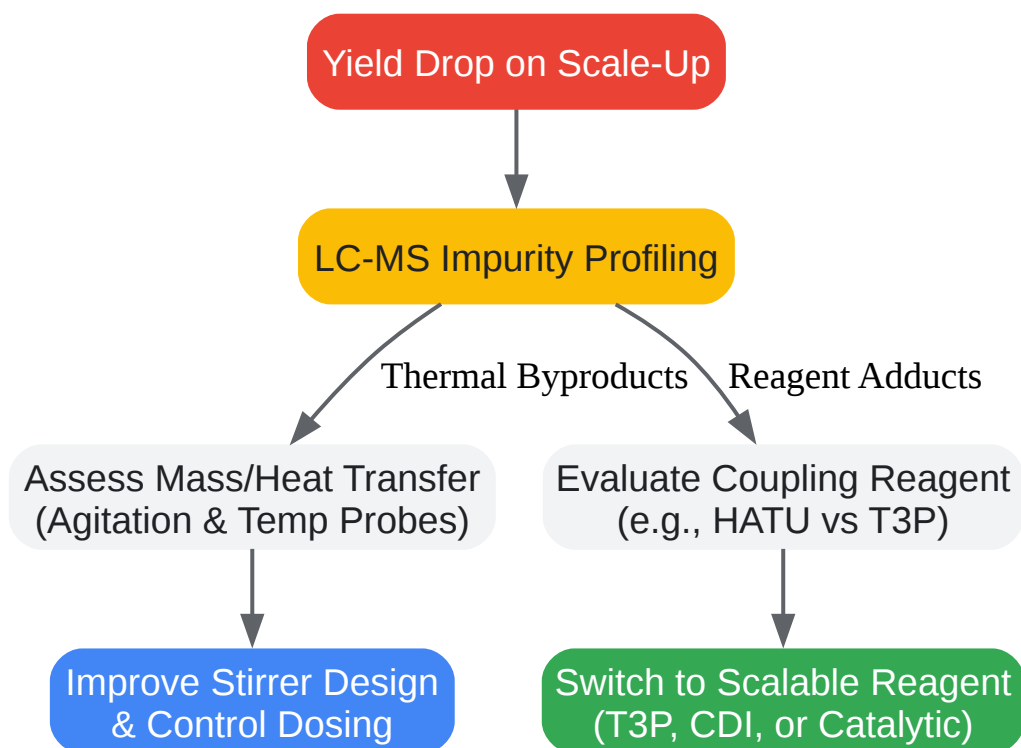 Yield Drop on Scale-Up
LC-MS Impurity Profiling
Thermal Byproducts
Reagent Adducts
Assess Mass/Heat Transfer
(Agitation & Temp Probes)
Evaluate Coupling Reagent
(e.g., HATU vs T3P)
Improve Stirrer Design
& Control Dosing
Switch to Scalable Reagent
(T3P, CDI, or Catalytic)